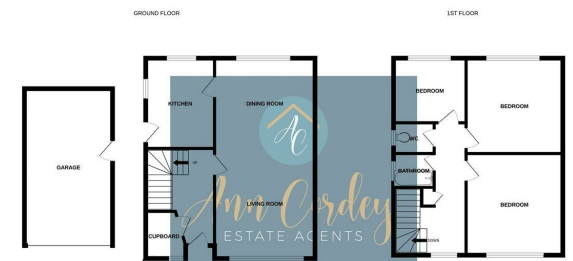 GROUND FLOOR
1ST FLOOR
KITCHEN
DINING ROOM
GARAGE
UP
LIVING ROOM
CUPBOARD
BEDROOM
BEDROOM
WC
BATHROOM
BEDROOM
DOWN
AC
Ann Cordey
ESTATE AGENTS